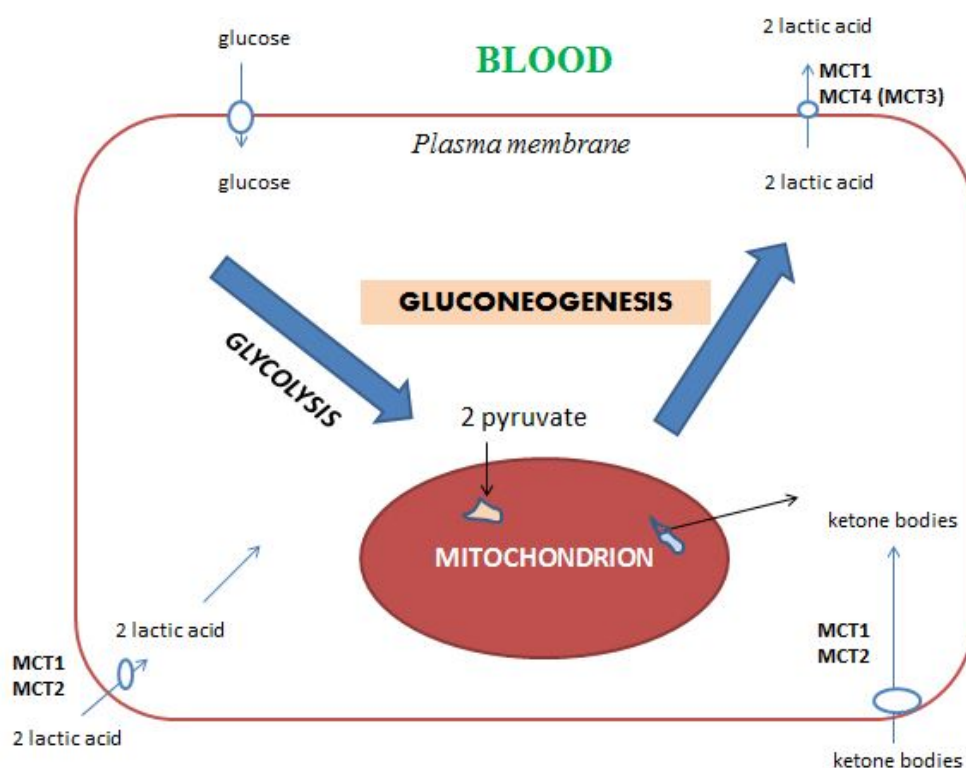 glucose
BLOOD
2 lactic acid
MCT1
MCT4 (MCT3)
Plasma membrane
glucose
2 lactic acid
GLUCONEOGENESIS
GLYCOLYSIS
2 pyruvate
MITOCHONDRION
ketone bodies
2 lactic acid
MCT1
MCT2
2 lactic acid
MCT1
MCT2
ketone bodies